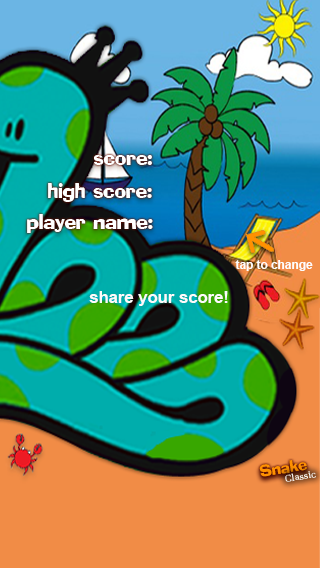 score:
high score:
player name:
tap to change
share your score!
Snake
Classic